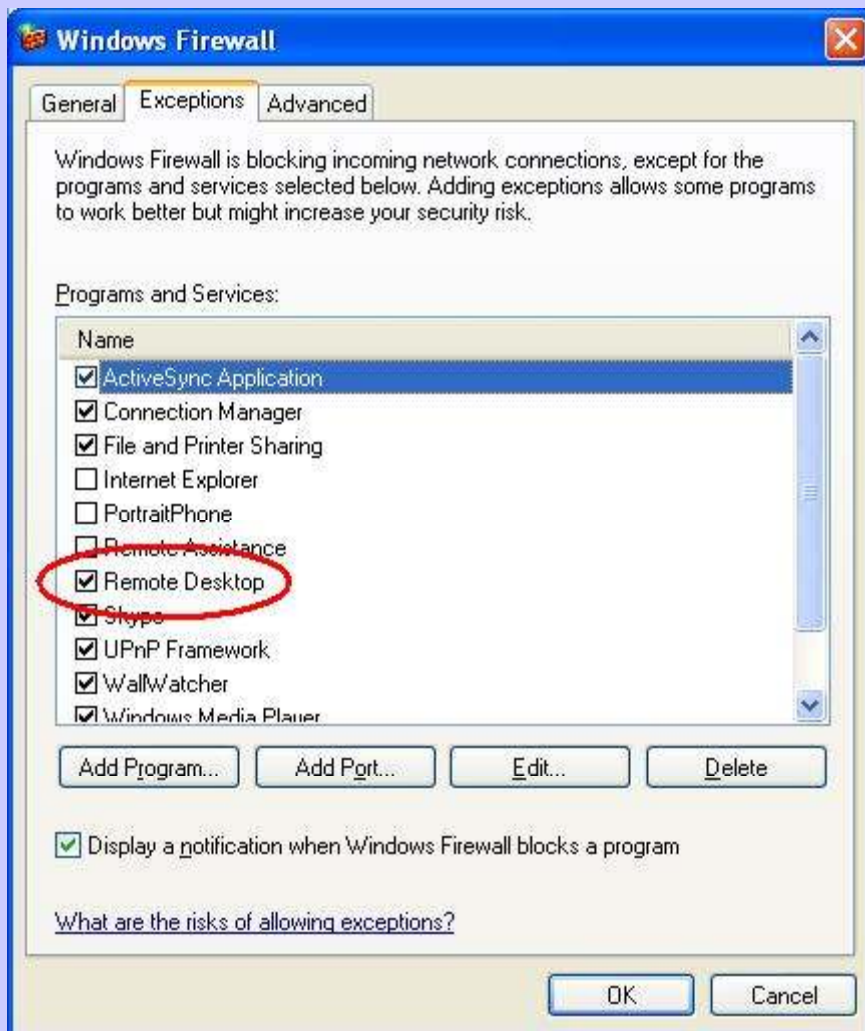 Windows Firewall
General Exceptions Advanced
Windows Firewall is blocking incoming network connections, except for the
programs and services selected below. Adding exceptions allows some programs
to work better but might increase your security risk.
Programs and Services:
Name
ActiveSync Application
Connection Manager
File and Printer Sharing
Internet Explorer
PortraitPhone
Remote Assistance
Remote Desktop
Skype
UPnP Framework
WallWatcher
Windows Media Player
Add Program... Add Port... Edit... Delete
Display a notification when Windows Firewall blocks a program
What are the risks of allowing exceptions?
OK Cancel